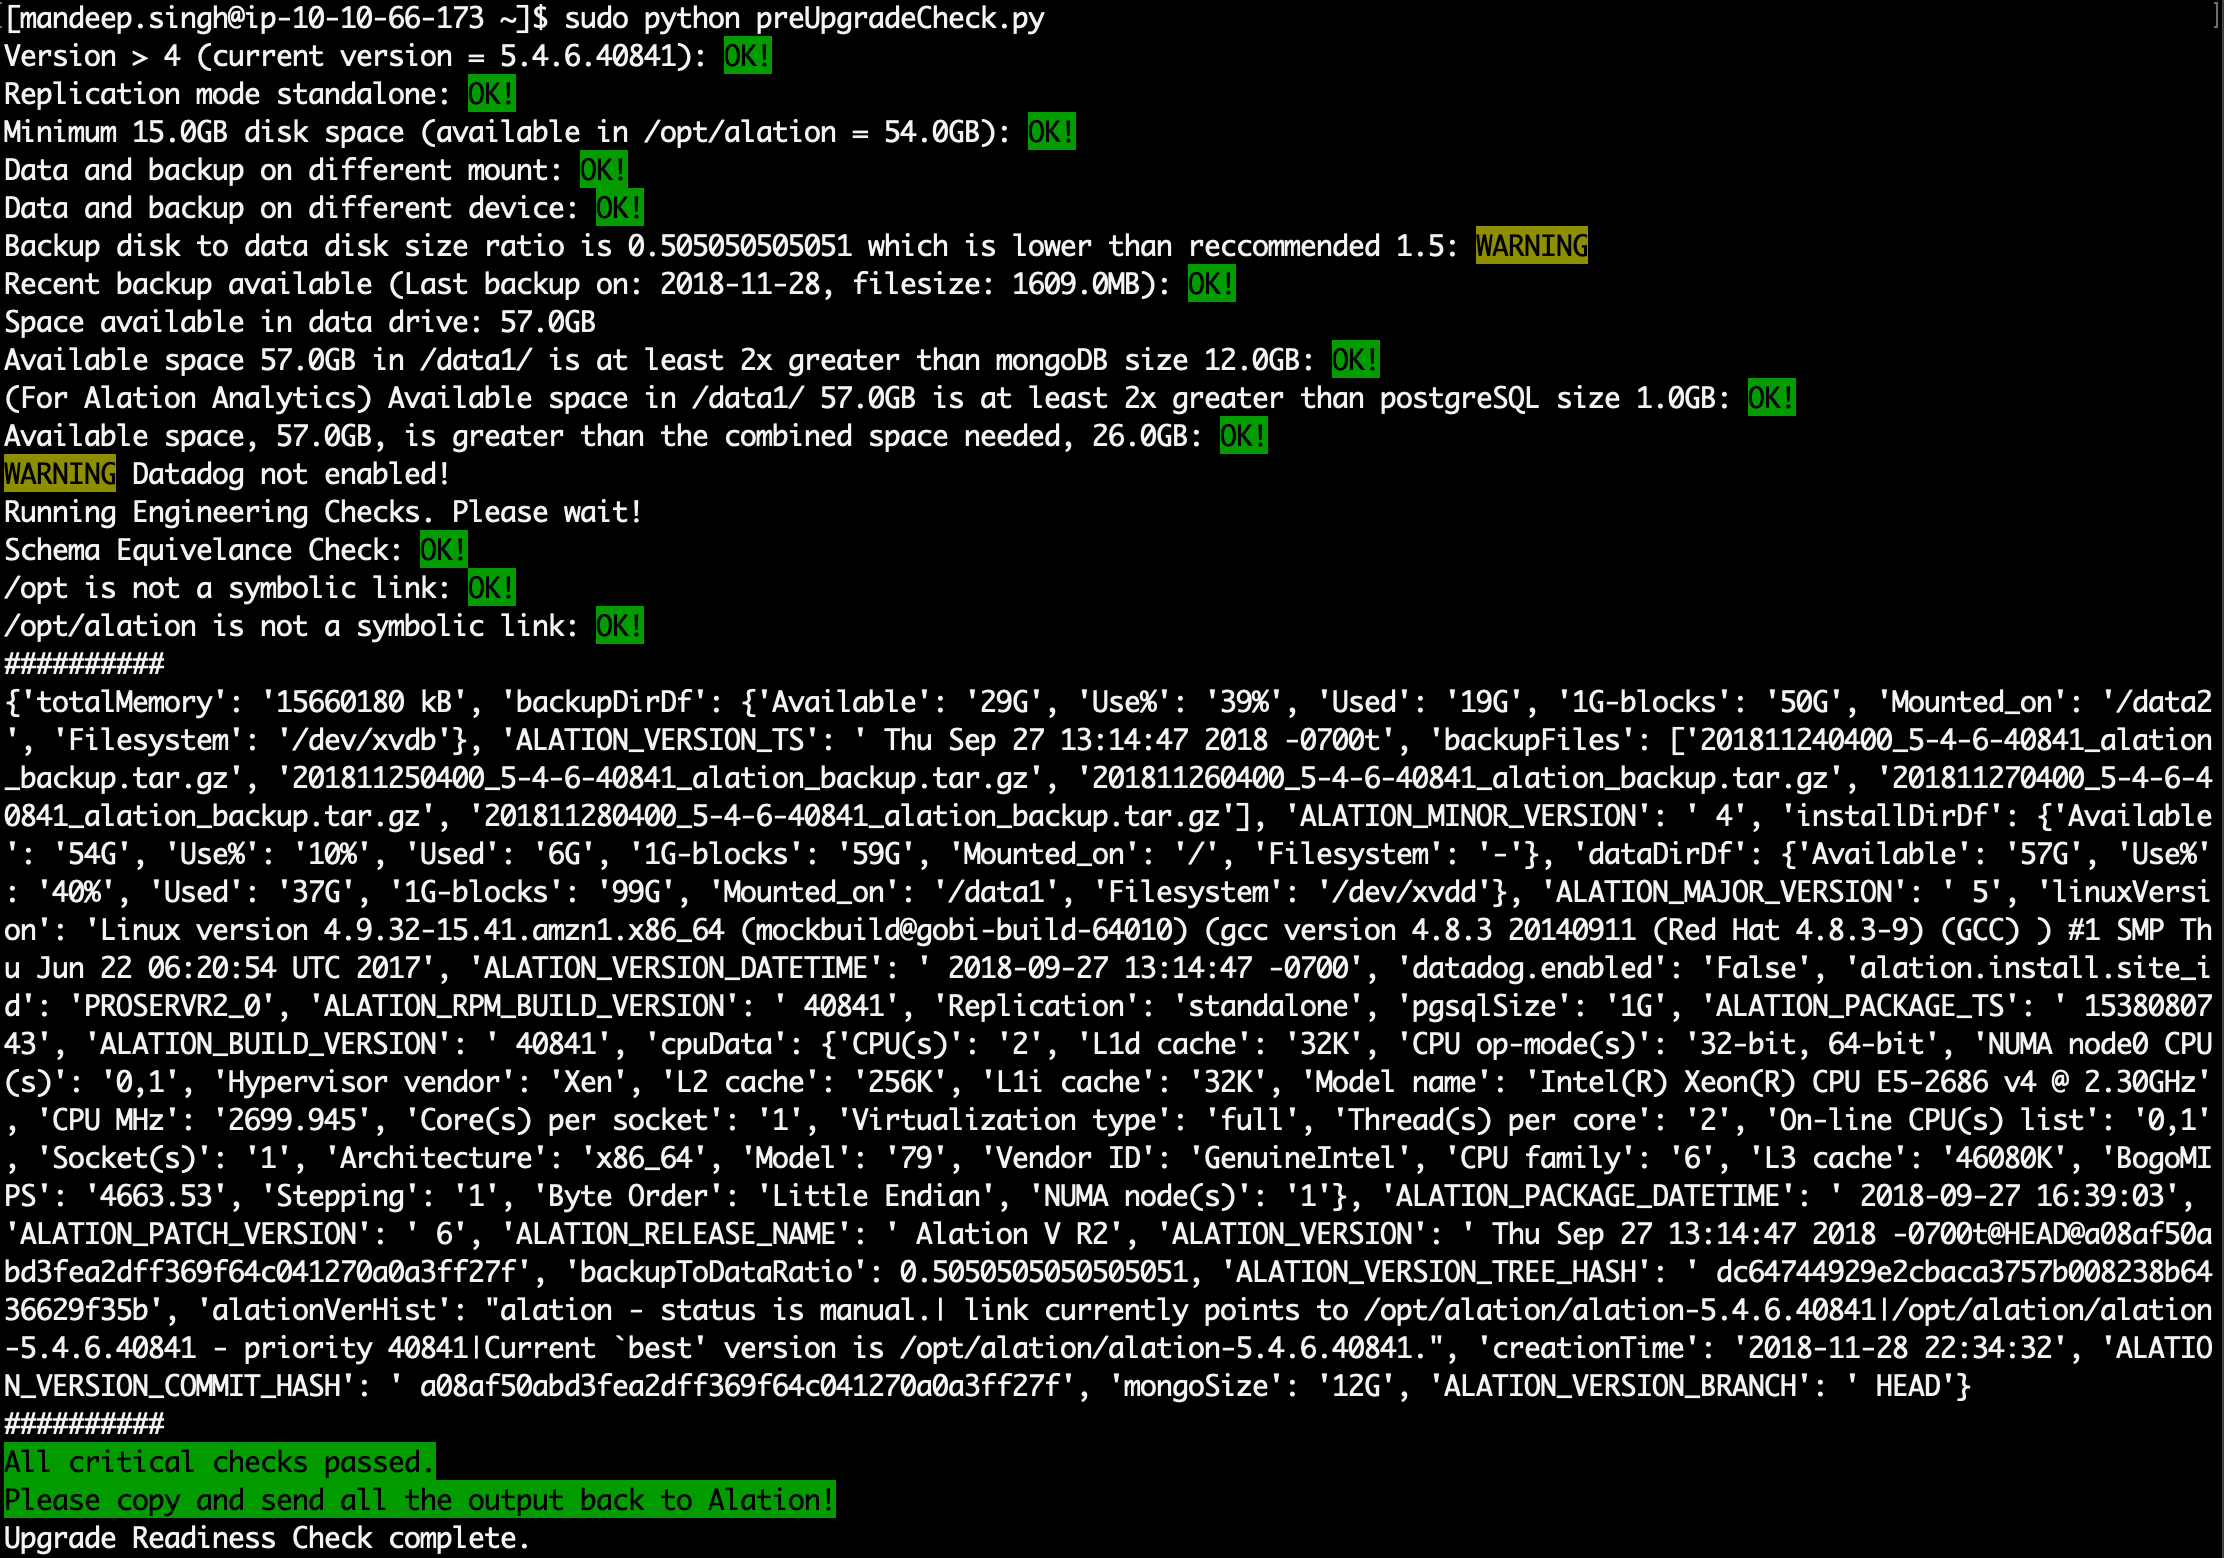 [mandeep.singh@ip-10-10-66-173 ~]$ sudo python preUpgradeCheck.py ]
Version > 4 (current version = 5.4.6.40841): OK!
Replication mode standalone: OK!
Minimum 15.0GB disk space (available in /opt/alation = 54.0GB): OK!
Data and backup on different mount: OK!
Data and backup on different device: OK!
Backup disk to data disk size ratio is 0.505050505051 which is lower than reccommended 1.5: WARNING
Recent backup available (Last backup on: 2018-11-28, filesize: 1609.0MB): OK!
Space available in data drive: 57.0GB
Available space 57.0GB in /data1/ is at least 2x greater than mongoDB size 12.0GB: OK!
(For Alation Analytics) Available space in /data1/ 57.0GB is at least 2x greater than postgreSQL size 1.0GB: OK!
Available space, 57.0GB, is greater than the combined space needed, 26.0GB: OK!
WARNING Datadog not enabled!
Running Engineering Checks. Please wait!
Schema Equivelance Check: OK!
/opt is not a symbolic link: OK!
/opt/alation is not a symbolic link: OK!
##########
{'totalMemory': '15660180 kB', 'backupDirDf': {'Available': '29G', 'Use%': '39%', 'Used': '19G', '1G-blocks': '50G', 'Mounted_on': '/data2
', 'Filesystem': '/dev/xvdb'}, 'ALATION_VERSION_TS': ' Thu Sep 27 13:14:47 2018 -0700t', 'backupFiles': ['201811240400_5-4-6-40841_alation
_backup.tar.gz', '201811250400_5-4-6-40841_alation_backup.tar.gz', '201811260400_5-4-6-40841_alation_backup.tar.gz', '201811270400_5-4-6-4
0841_alation_backup.tar.gz', '201811280400_5-4-6-40841_alation_backup.tar.gz'], 'ALATION_MINOR_VERSION': ' 4', 'installDirDf': {'Available
': '54G', 'Use%': '10%', 'Used': '6G', '1G-blocks': '59G', 'Mounted_on': '/', 'Filesystem': '-'}, 'dataDirDf': {'Available': '57G', 'Use%'
: '40%', 'Used': '37G', '1G-blocks': '99G', 'Mounted_on': '/data1', 'Filesystem': '/dev/xvdd'}, 'ALATION_MAJOR_VERSION': ' 5', 'linuxVersi
on': 'Linux version 4.9.32-15.41.amzn1.x86_64 (mockbuild@gobi-build-64010) (gcc version 4.8.3 20140911 (Red Hat 4.8.3-9) (GCC) ) #1 SMP Th
u Jun 22 06:20:54 UTC 2017', 'ALATION_VERSION_DATETIME': ' 2018-09-27 13:14:47 -0700', 'datadog.enabled': 'False', 'alation.install.site_i
d': 'PROSERVR2_0', 'ALATION_RPM_BUILD_VERSION': ' 40841', 'Replication': 'standalone', 'pgsqlSize': '1G', 'ALATION_PACKAGE_TS': ' 15380807
43', 'ALATION_BUILD_VERSION': ' 40841', 'cpuData': {'CPU(s)': '2', 'L1d cache': '32K', 'CPU op-mode(s)': '32-bit, 64-bit', 'NUMA node0 CPU
(s)': '0,1', 'Hypervisor vendor': 'Xen', 'L2 cache': '256K', 'L1i cache': '32K', 'Model name': 'Intel(R) Xeon(R) CPU E5-2686 v4 @ 2.30GHz'
, 'CPU MHz': '2699.945', 'Core(s) per socket': '1', 'Virtualization type': 'full', 'Thread(s) per core': '2', 'On-line CPU(s) list': '0,1'
, 'Socket(s)': '1', 'Architecture': 'x86_64', 'Model': '79', 'Vendor ID': 'GenuineIntel', 'CPU family': '6', 'L3 cache': '46080K', 'BogoMI
PS': '4663.53', 'Stepping': '1', 'Byte Order': 'Little Endian', 'NUMA node(s)': '1'}, 'ALATION_PACKAGE_DATETIME': ' 2018-09-27 16:39:03',
'ALATION_PATCH_VERSION': ' 6', 'ALATION_RELEASE_NAME': ' Alation V R2', 'ALATION_VERSION': ' Thu Sep 27 13:14:47 2018 -0700t@HEAD@a08af50a
bd3fea2dff369f64c041270a0a3ff27f', 'backupToDataRatio': 0.5050505050505051, 'ALATION_VERSION_TREE_HASH': ' dc64744929e2cbaca3757b008238b64
36629f35b', 'alationVerHist': "alation - status is manual.| link currently points to /opt/alation/alation-5.4.6.40841|/opt/alation/alation
-5.4.6.40841 - priority 40841|Current `best' version is /opt/alation/alation-5.4.6.40841.", 'creationTime': '2018-11-28 22:34:32', 'ALATIO
N_VERSION_COMMIT_HASH': ' a08af50abd3fea2dff369f64c041270a0a3ff27f', 'mongoSize': '12G', 'ALATION_VERSION_BRANCH': ' HEAD'}
##########
All critical checks passed.
Please copy and send all the output back to Alation!
Upgrade Readiness Check complete.